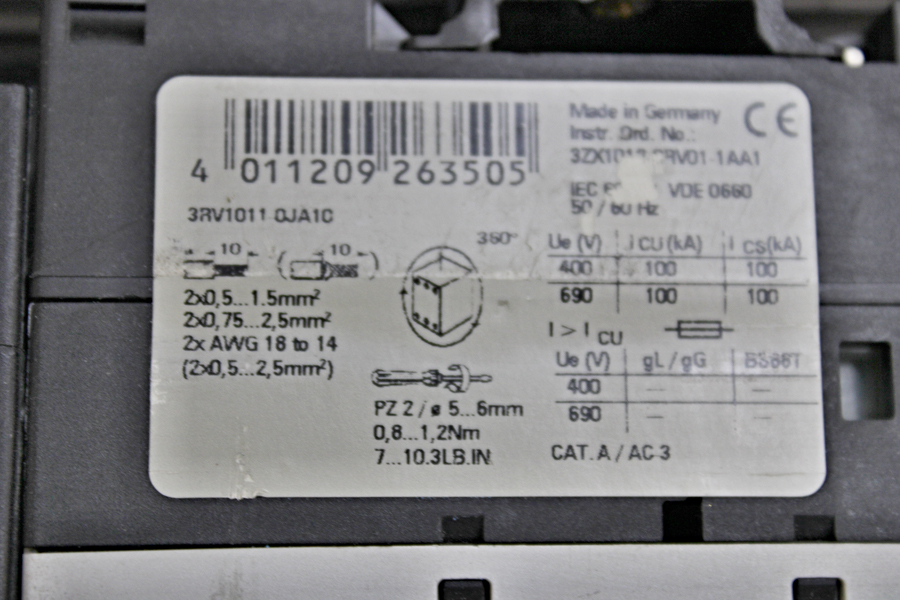 4 011209 263505
3RV1011-0JA10
10 ( 10 )
2x0,5...1.5mm²
2x0,75...2,5mm²
2x AWG 18 to 14
(2x0,5...2,5mm²)
360°
PZ 2 / ø 5...6mm
0,8...1,2Nm
7...10.3LB.IN
Made in Germany CE
Instr. Ord. No.:
RV01-1AA1
IEC VDE 0660
50 / 60 Hz
Ue (V) I CU (kA) I CS (kA)
400 100 100
690 100 100
I > I CU
Ue (V) gL / gG BS88T
400 — —
690 — —
CAT. A / AC-3